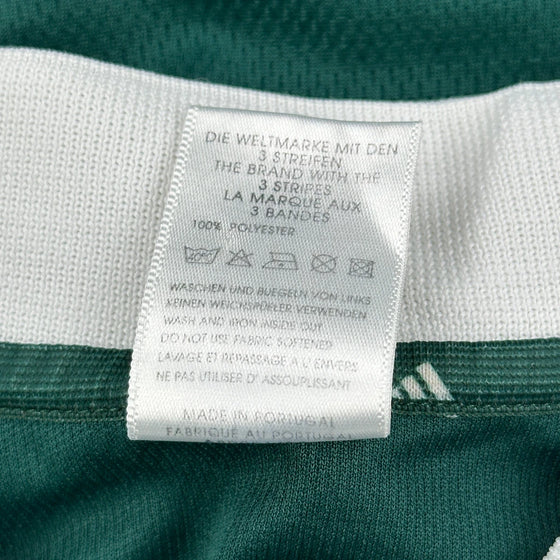 DIE WELTMARKE MIT DEN
3 STREIFEN
THE BRAND WITH THE
3 STRIPES
LA MARQUE AUX
3 BANDES
100% POLYESTER
WASCHEN UND BUEGELN VON LINKS
KEINEN WEICHSPUELER VERWENDEN
WASH AND IRON INSIDE OUT
DO NOT USE FABRIC SOFTENER
LAVAGE ET REPASSAGE A L'ENVERS
NE PAS UTILISER D'ASSOUPLISSANT
MADE IN PORTUGAL
FABRIQUE AU PORTUGAL